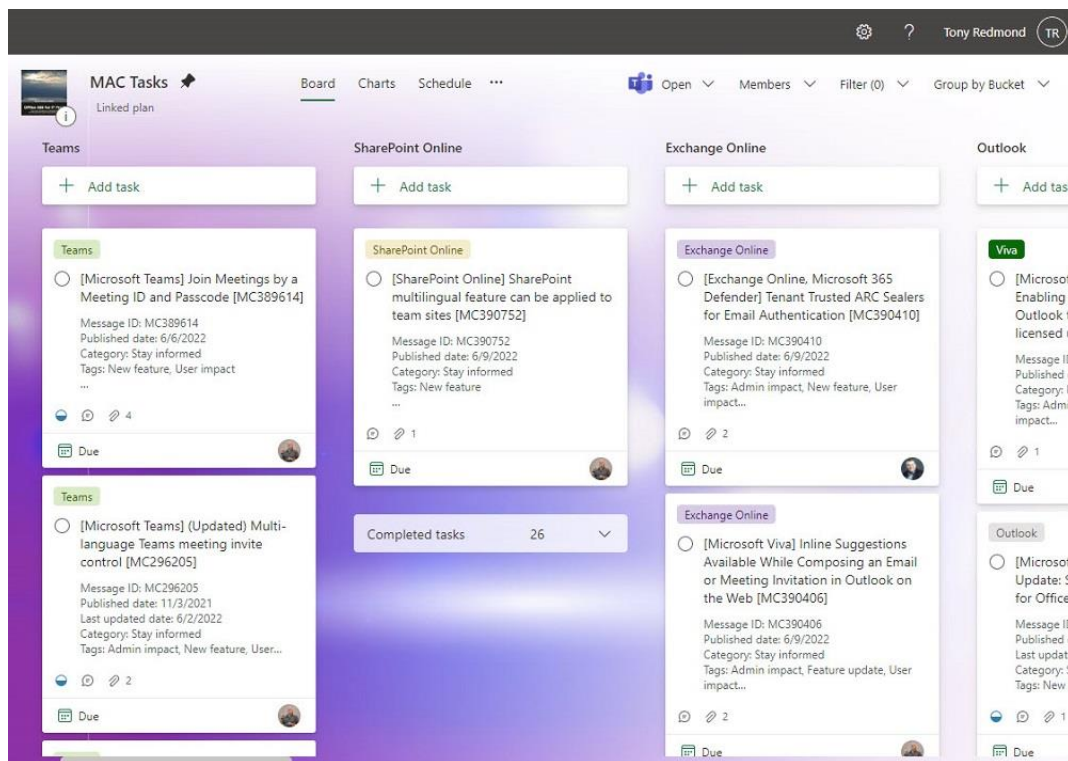 ? Tony Redmond TR
MAC Tasks
Linked plan
Board Charts Schedule ... Open Members Filter (0) Group by Bucket
Teams
+ Add task
Teams
[Microsoft Teams] Join Meetings by a
Meeting ID and Passcode [MC389614]
Message ID: MC389614
Published date: 6/6/2022
Category: Stay informed
Tags: New feature, User impact
...
4
Due
Teams
[Microsoft Teams] (Updated) Multi-
language Teams meeting invite
control [MC296205]
Message ID: MC296205
Published date: 11/3/2021
Last updated date: 6/2/2022
Category: Stay informed
Tags: Admin impact, New feature, User...
2
Due
SharePoint Online
+ Add task
SharePoint Online
[SharePoint Online] SharePoint
multilingual feature can be applied to
team sites [MC390752]
Message ID: MC390752
Published date: 6/9/2022
Category: Stay informed
Tags: New feature
...
1
Due
Completed tasks 26
Exchange Online
+ Add task
Exchange Online
[Exchange Online, Microsoft 365
Defender] Tenant Trusted ARC Sealers
for Email Authentication [MC390410]
Message ID: MC390410
Published date: 6/9/2022
Category: Stay informed
Tags: Admin impact, New feature, User
impact...
2
Due
Exchange Online
[Microsoft Viva] Inline Suggestions
Available While Composing an Email
or Meeting Invitation in Outlook on
the Web [MC390406]
Message ID: MC390406
Published date: 6/9/2022
Category: Stay informed
Tags: Admin impact, Feature update, User
impact...
2
Due
Outlook
+ Add tas
Viva
[Microsof
Enabling
Outlook
licensed
Message
Published
Category:
Tags: Admi
impact...
1
Due
Outlook
[Microsof
Update:
for Office
Message
Published
Last updat
Category:
Tags: New
1
Due